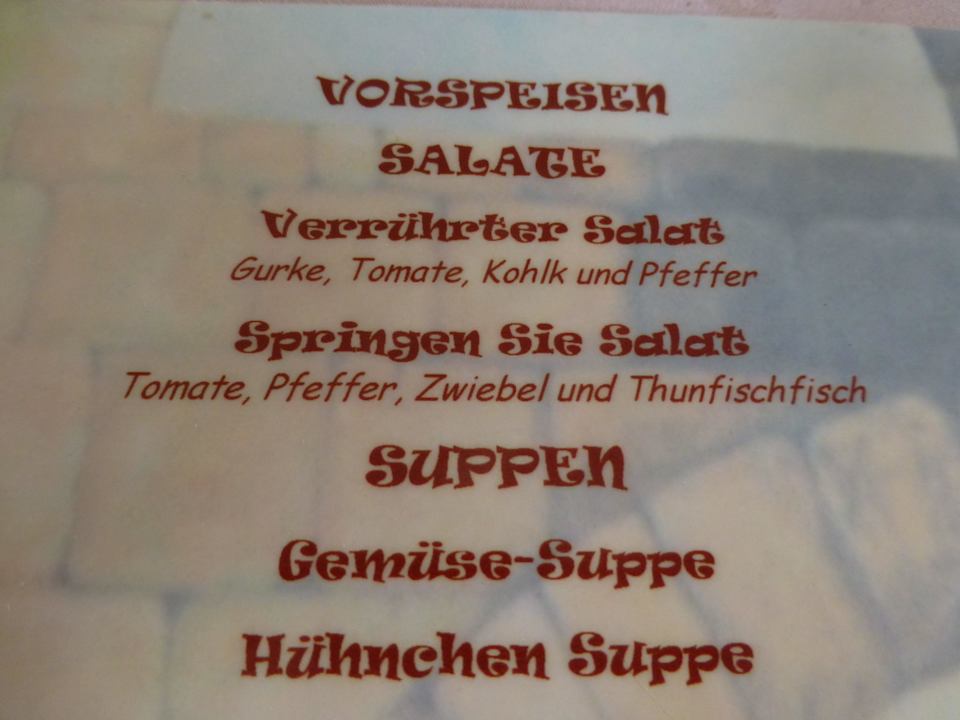 VORSPEISEN
SALATE
Verrührter Salat
Gurke, Tomate, Kohlk und Pfeffer
Springen Sie Salat
Tomate, Pfeffer, Zwiebel und Thunfischfisch
SUPPEN
Gemüse-Suppe
Hühnchen Suppe